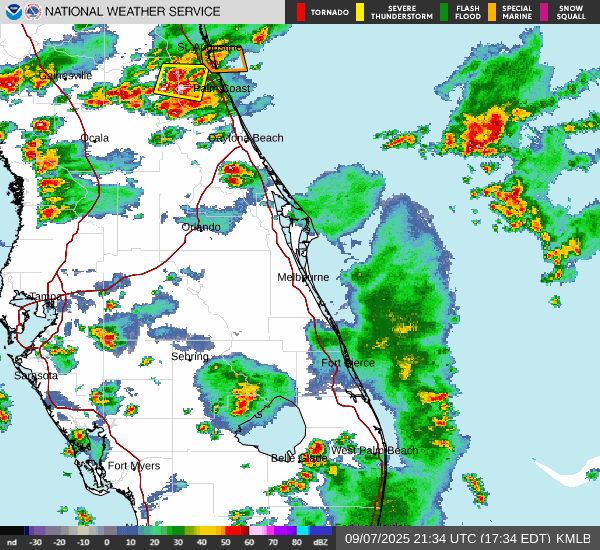 NATIONAL WEATHER SERVICE
TORNADO
SEVERE THUNDERSTORM
FLASH FLOOD
SPECIAL MARINE
SNOW SQUALL
St. Augustine
Gainesville
Palm Coast
Ocala
Daytona Beach
Orlando
Melbourne
Tampa
Sebring
Fort Pierce
Sarasota
West Palm Beach
Belle Glade
Fort Myers
nd -30 -20 -10 0 10 20 30 40 50 60 70 80 dBZ
09/07/2025 21:34 UTC (17:34 EDT) KMLB